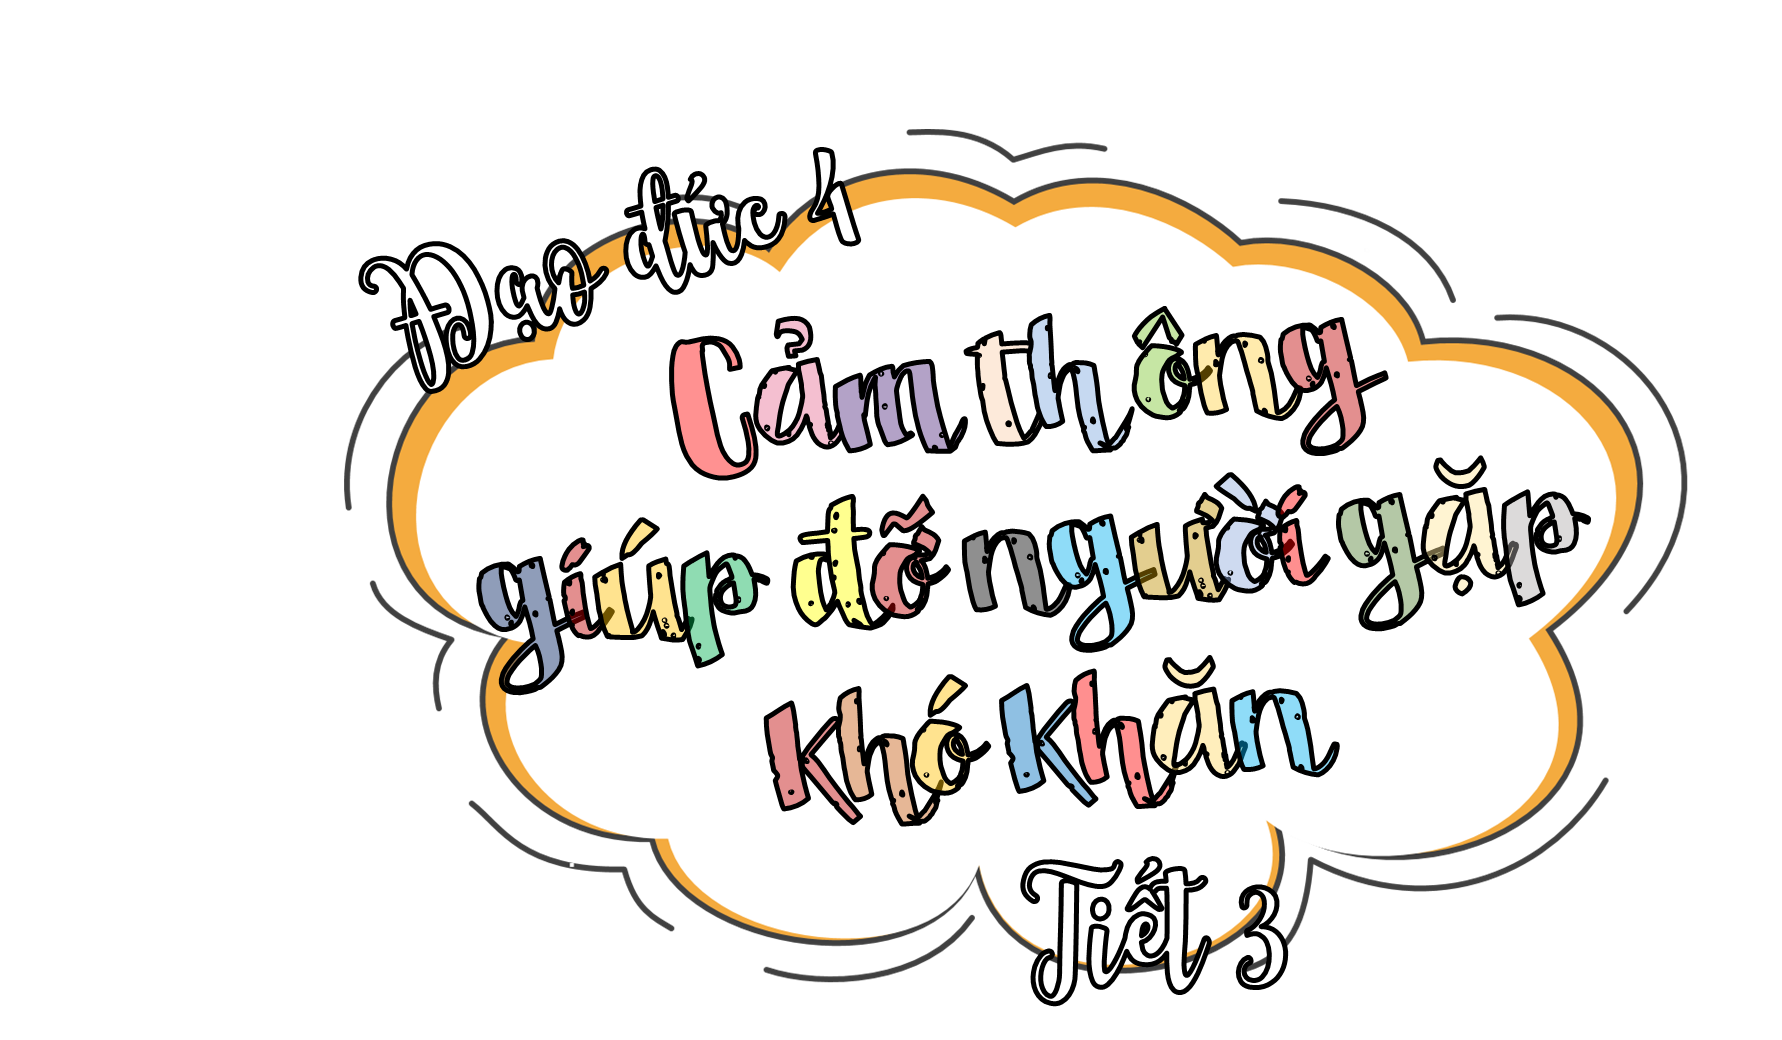 Đạo đức 4
Cảm thông
giúp đỡ người gặp
khó khăn
Tiết 3